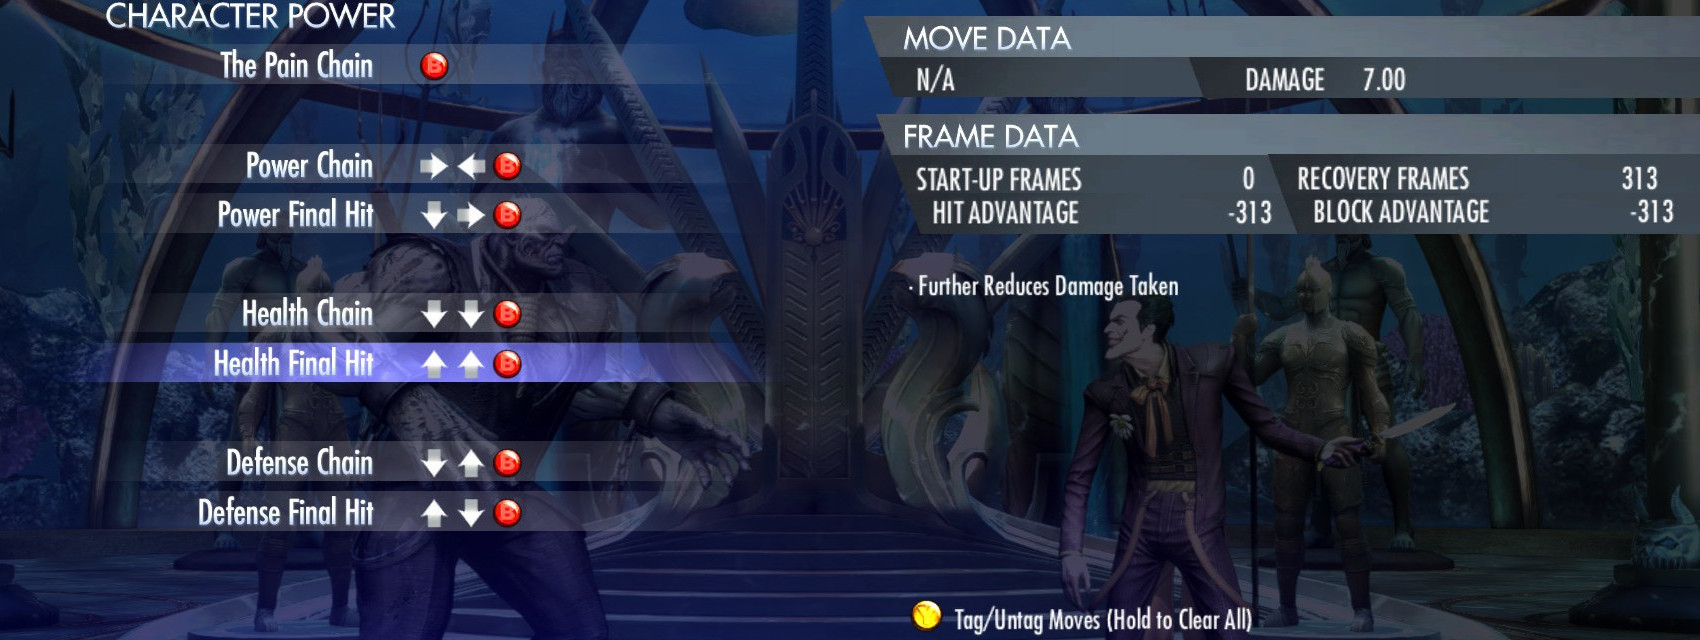 CHARACTER POWER
The Pain Chain B
Power Chain B
Power Final Hit B
Health Chain B
Health Final Hit B
Defense Chain B
Defense Final Hit B
MOVE DATA
N/A DAMAGE 7.00
FRAME DATA
START-UP FRAMES 0 RECOVERY FRAMES 313
HIT ADVANTAGE -313 BLOCK ADVANTAGE -313
· Further Reduces Damage Taken
Y Tag/Untag Moves (Hold to Clear All)